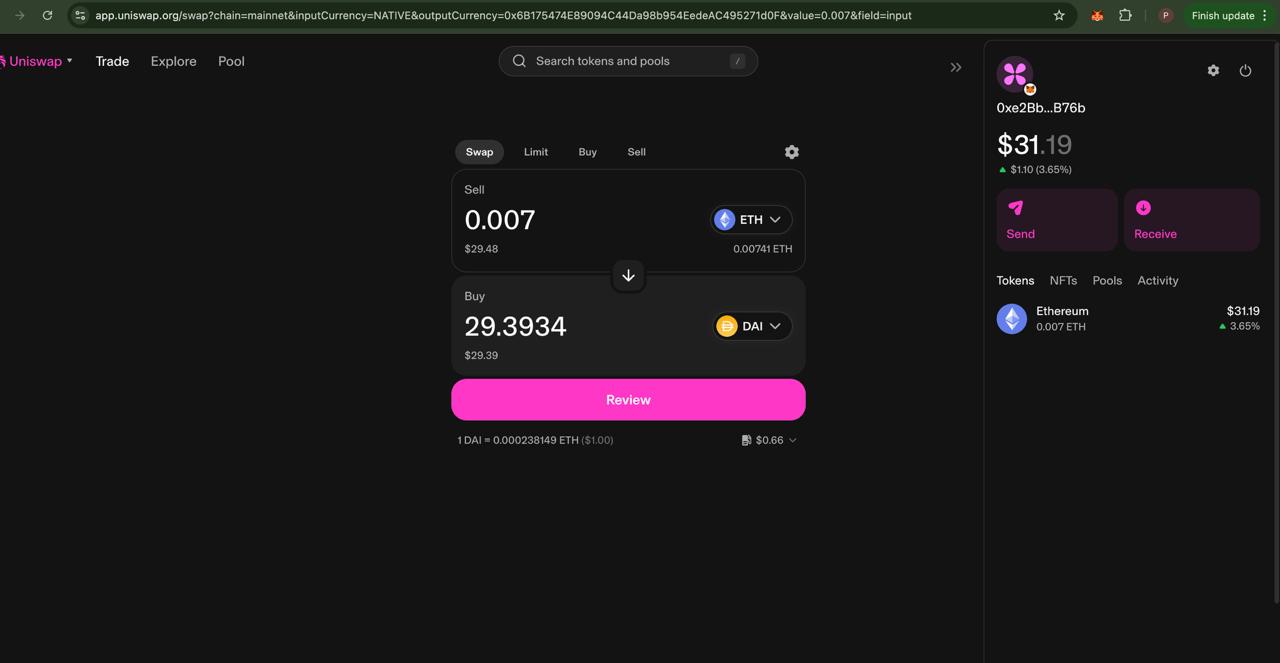 app.uniswap.org/swap?chain=mainnet&inputCurrency=NATIVE&outputCurrency=0x6B175474E89094C44Da98b954EedeAC495271d0F&value=0.007&field=input
P
Finish update
Uniswap
Trade
Explore
Pool
Search tokens and pools
/
0xe2Bb...B76b
$31.19
$1.10 (3.65%)
Send
Receive
Tokens
NFTs
Pools
Activity
Ethereum
$31.19
0.007 ETH
3.65%
Swap
Limit
Buy
Sell
Sell
0.007
ETH
$29.48
0.00741 ETH
Buy
29.3934
DAI
$29.39
Review
1 DAI = 0.000238149 ETH ($1.00)
$0.66